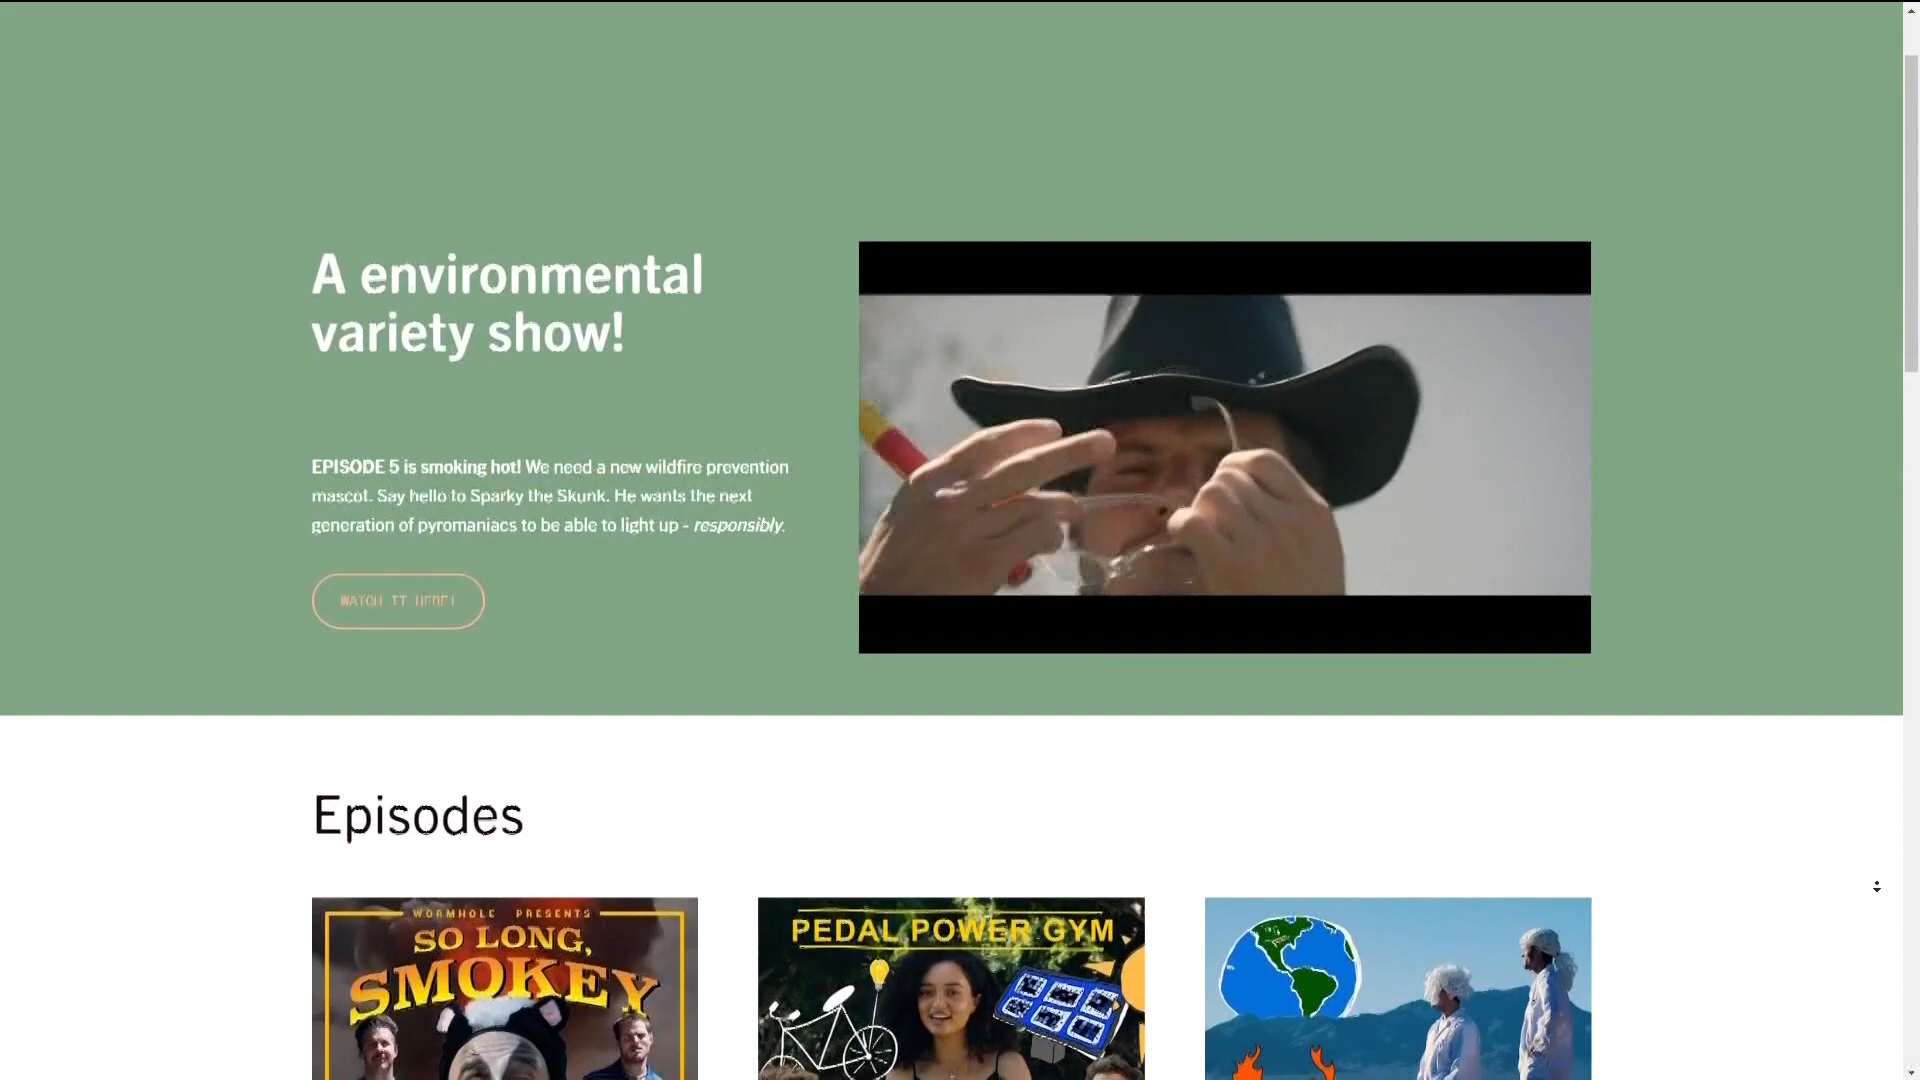 A environmental
variety show!
EPISODE 5 is smoking hot! We need a new wildfire prevention
mascot. Say hello to Sparky the Skunk. He wants the next
generation of pyromaniacs to be able to light up - responsibly.
WATCH IT HERE!
Episodes
WORMHOLE PRESENTS
SO LONG,
SMOKEY
PEDAL POWER GYM